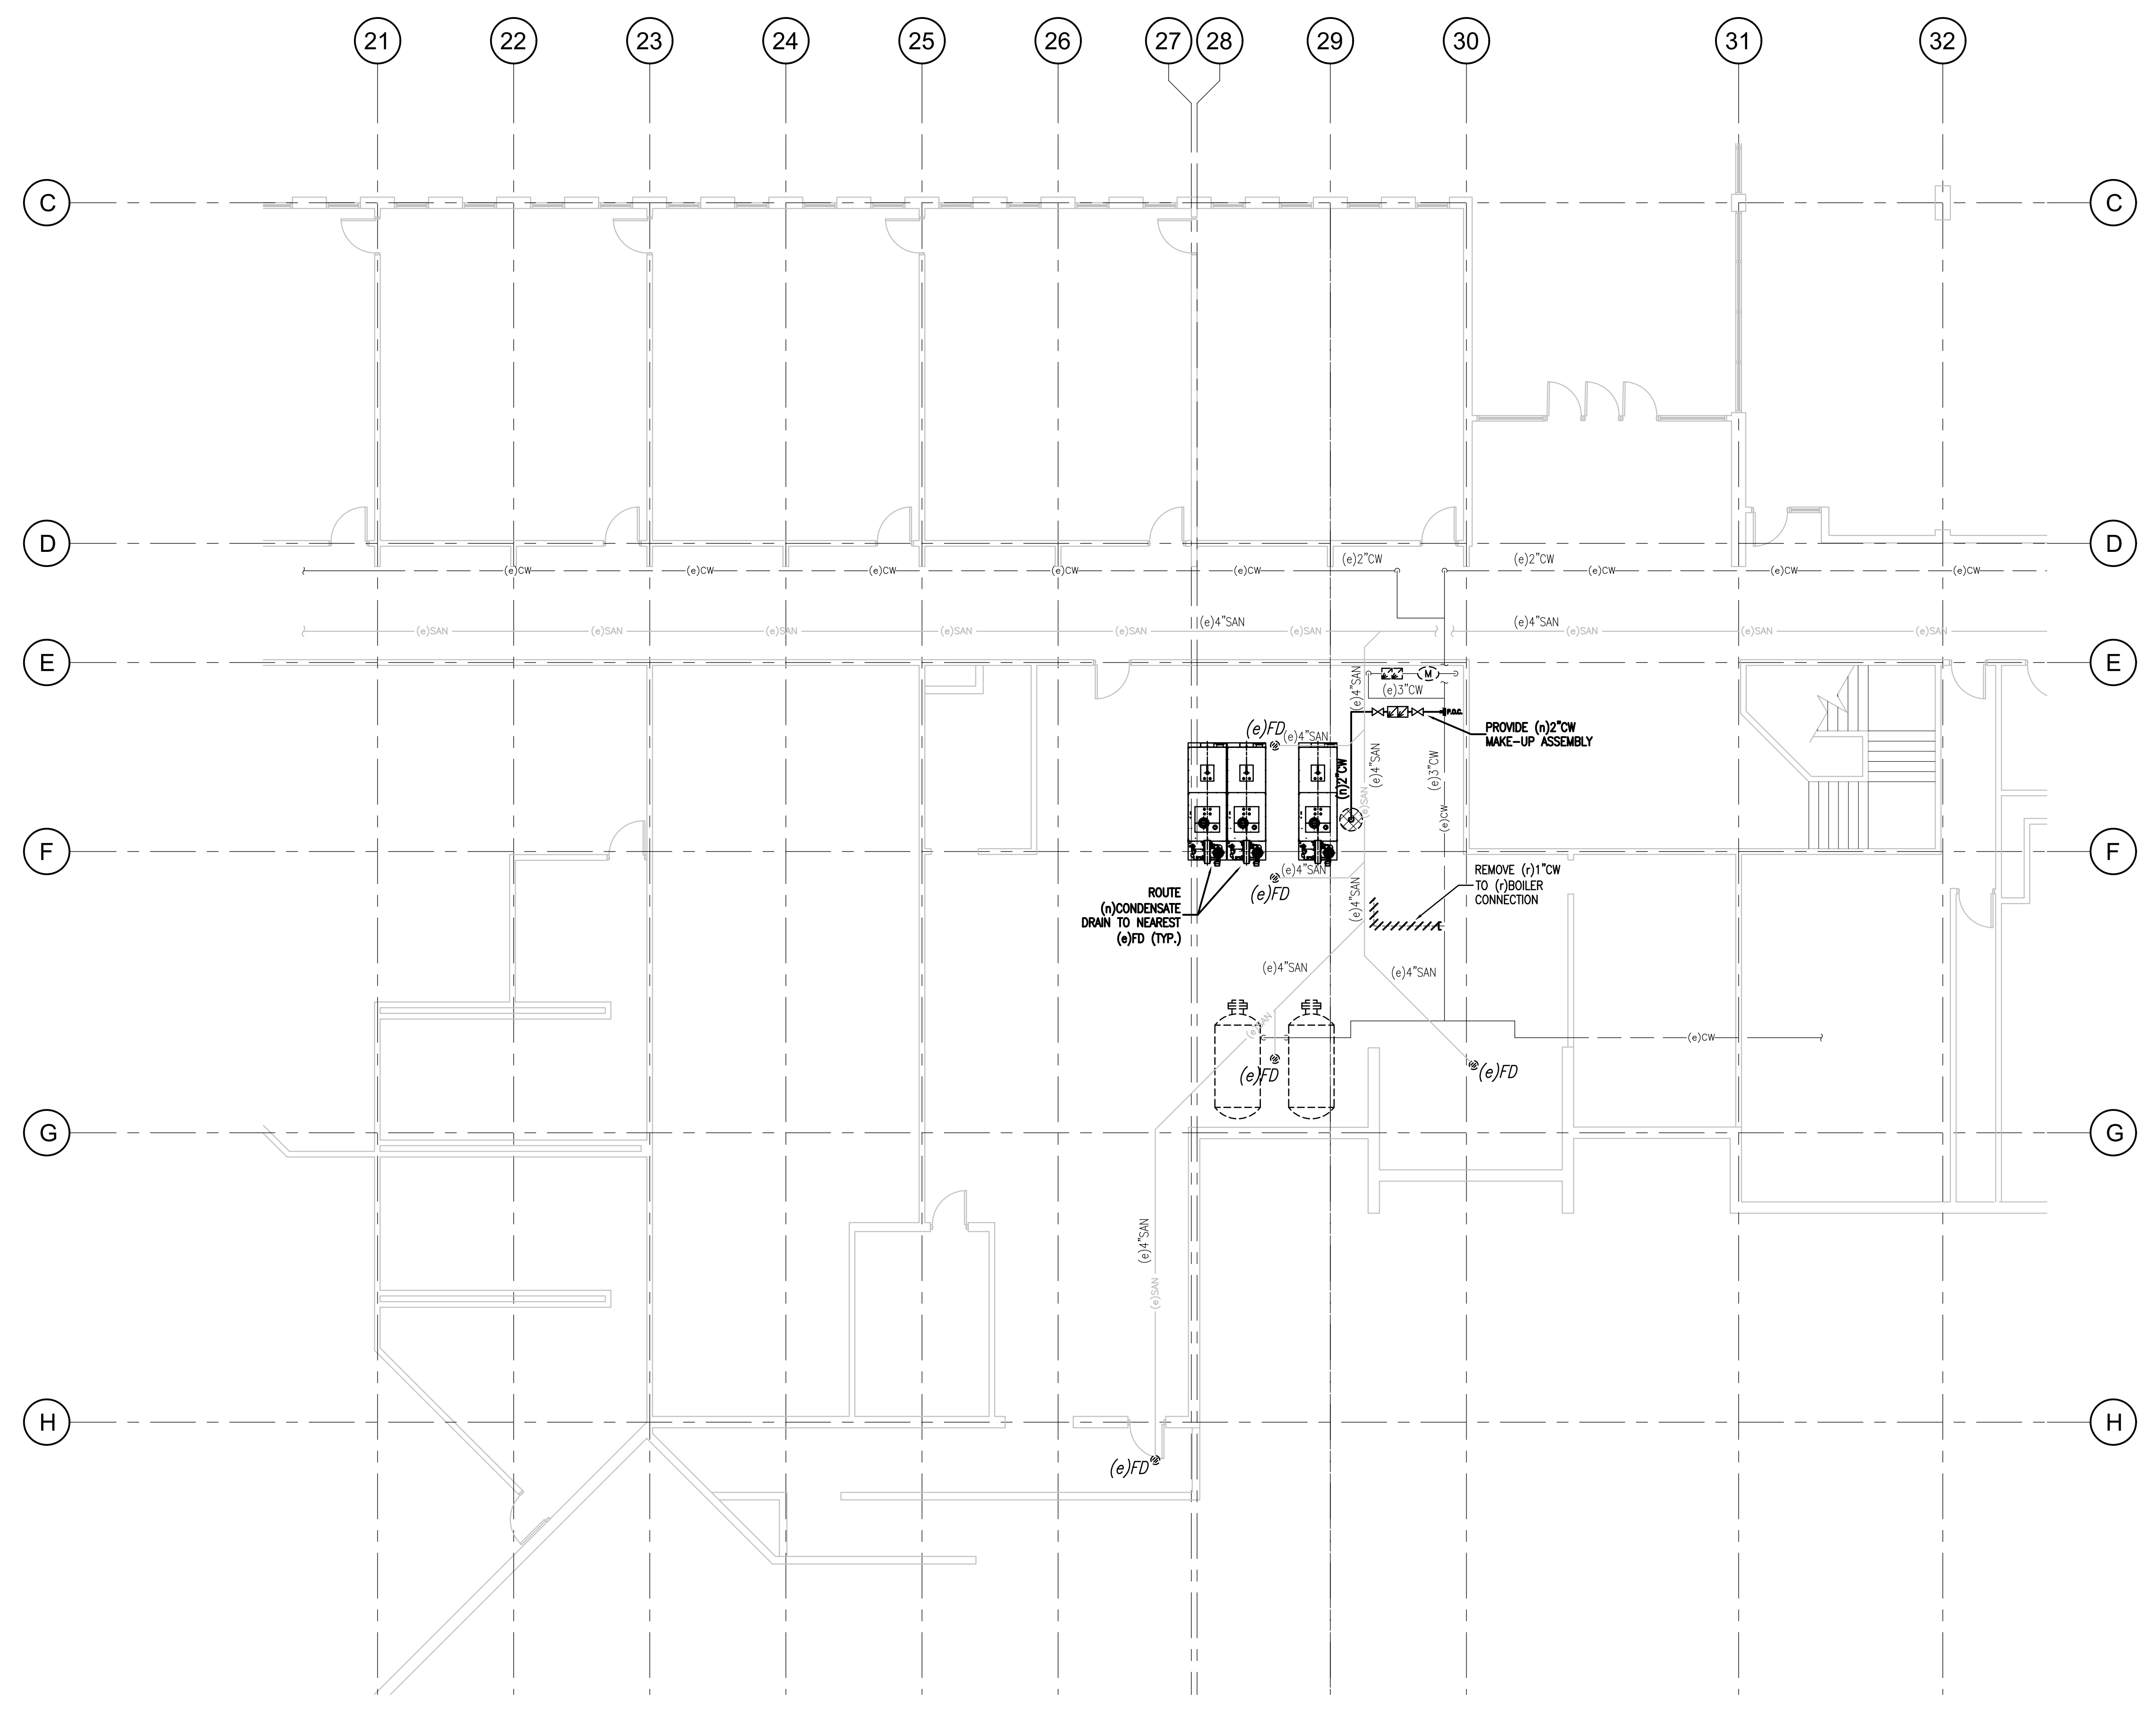 21
22
23
24
25
26
27
28
29
30
31
32
C
C
D
D
(e)2"CW
(e)2"CW
(e)CW
(e)CW
(e)CW
(e)CW
(e)CW
(e)CW
(e)CW
(e)CW
(e)4"SAN
(e)4"SAN
(e)SAN
(e)SAN
(e)SAN
(e)SAN
(e)SAN
(e)SAN
(e)SAN
(e)SAN
(e)SAN
E
E
M
(e)4"SAN
(e)3"CW
P.O.C.
PROVIDE (n)2"CW
MAKE-UP ASSEMBLY
(e)FD
(e)4"SAN
(n)2"CW
(e)4"SAN
(e)3"CW
(e)SAN
(e)CW
F
F
(e)4"SAN
(e)FD
ROUTE
(n)CONDENSATE
DRAIN TO NEAREST
(e)FD (TYP.)
(e)4"SAN
REMOVE (r)1"CW
TO (r)BOILER
CONNECTION
(e)4"SAN
(e)4"SAN
(e)SAN
(e)CW
(e)FD
(e)FD
G
G
(e)4"SAN
(e)SAN
H
H
(e)FD